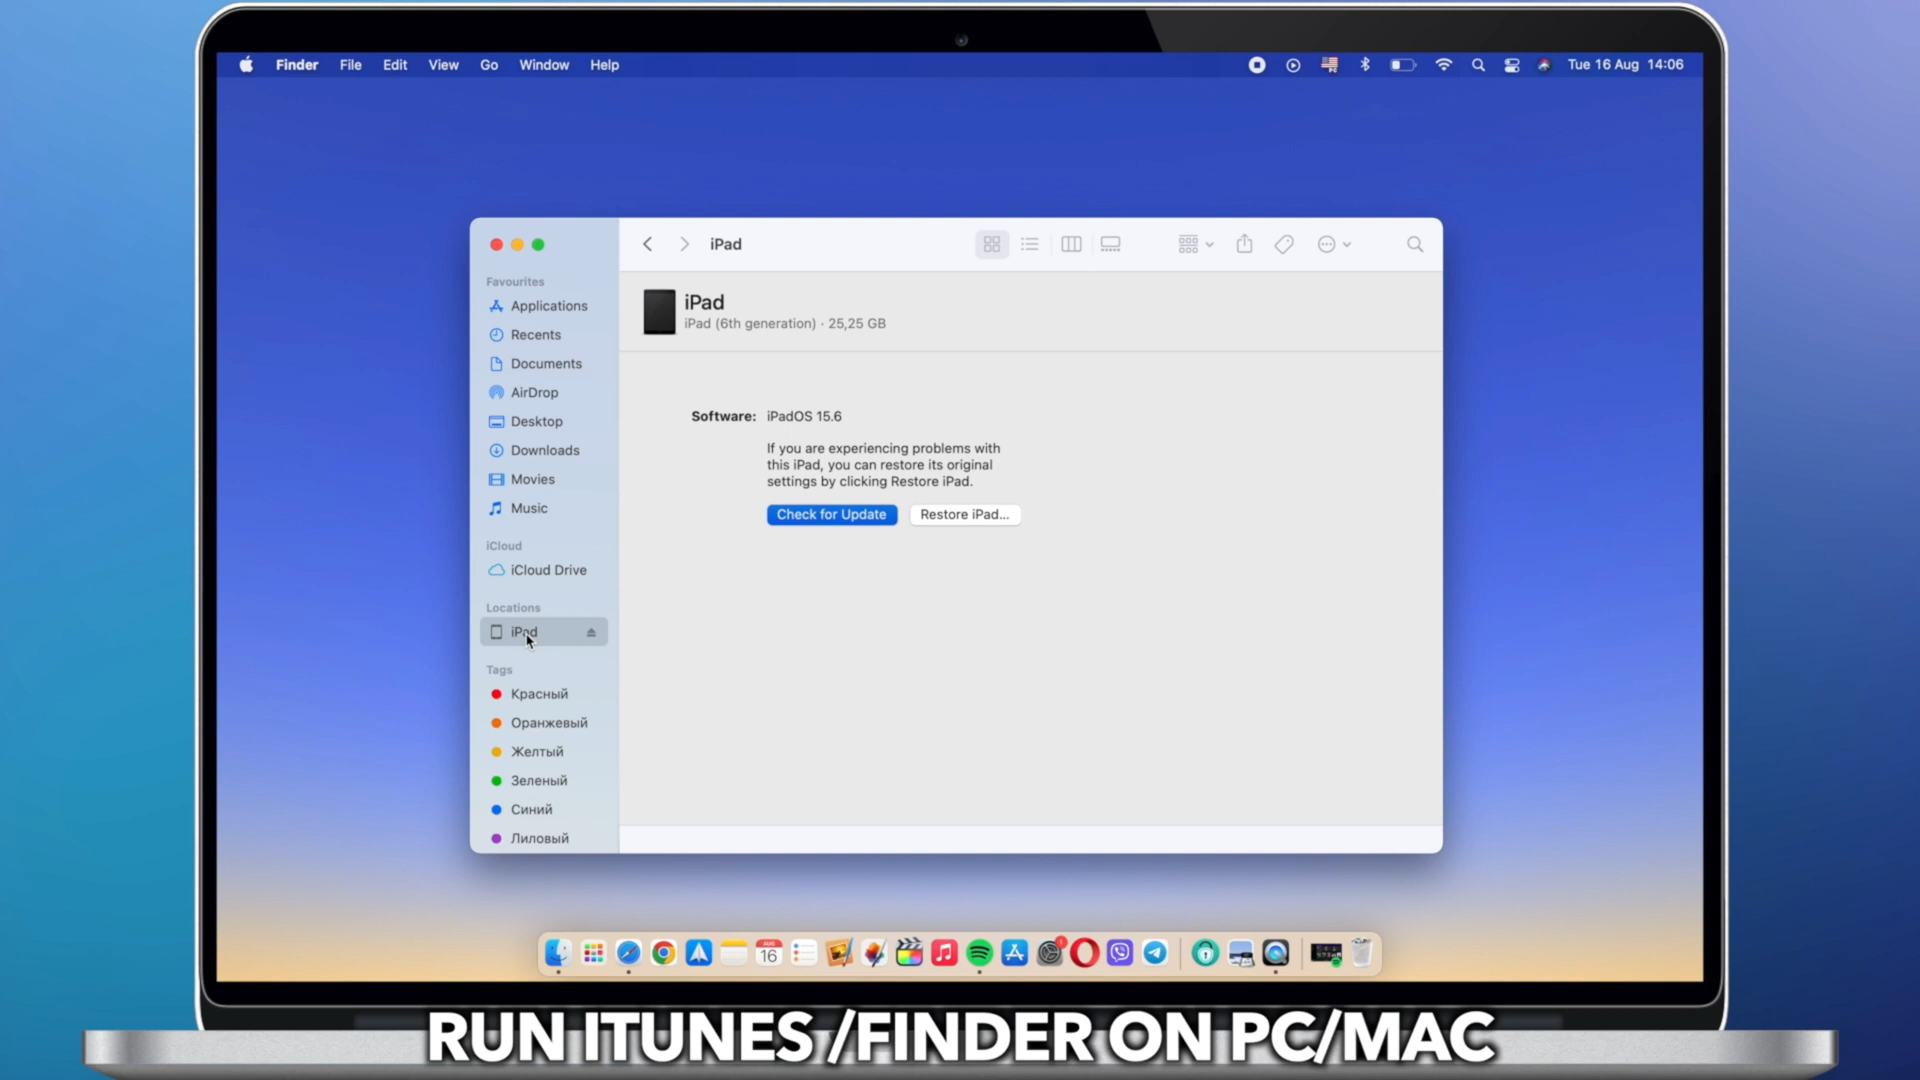 Finder File Edit View Go Window Help
Tue 16 Aug 14:06
iPad
Favourites
Applications
Recents
Documents
AirDrop
Desktop
Downloads
Movies
Music
iCloud
iCloud Drive
Locations
iPad
Tags
Красный
Оранжевый
Желтый
Зеленый
Синий
Лиловый
iPad
iPad (6th generation) · 25,25 GB
Software: iPadOS 15.6
If you are experiencing problems with
this iPad, you can restore its original
settings by clicking Restore iPad.
Check for Update
Restore iPad...
AUG
16
1
RUN ITUNES /FINDER ON PC/MAC